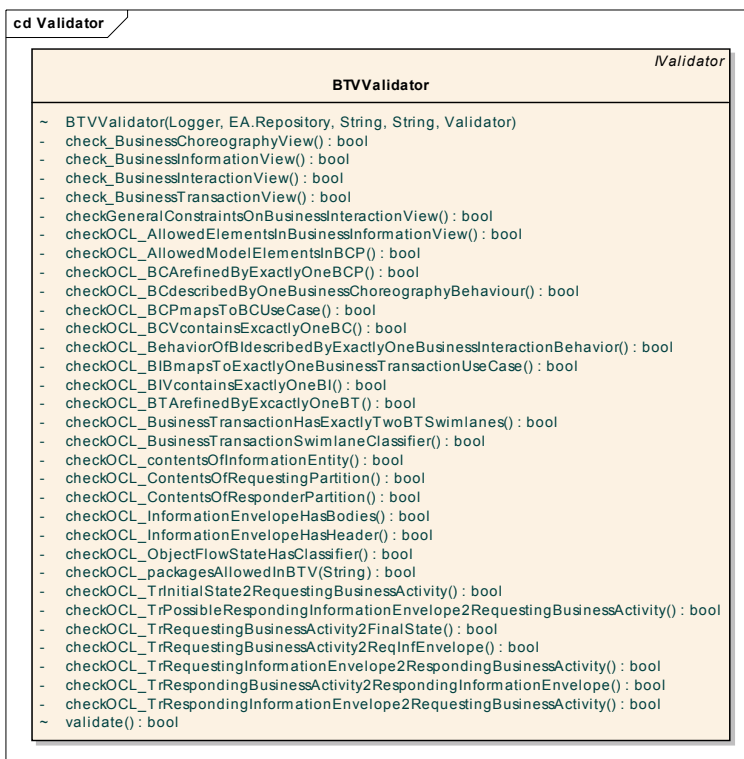 cd Validator
IValidator
BTVValidator
~ BTVValidator(Logger, EA.Repository, String, String, Validator)
- check_BusinessChoreographyView() : bool
- check_BusinessInformationView() : bool
- check_BusinessInteractionView() : bool
- check_BusinessTransactionView() : bool
- checkGeneralConstraintsOnBusinessInteractionView() : bool
- checkOCL_AllowedElementsInBusinessInformationView() : bool
- checkOCL_AllowedModelElementsInBCP() : bool
- checkOCL_BCArefinedByExactlyOneBCP() : bool
- checkOCL_BCdescribedByOneBusinessChoreographyBehaviour() : bool
- checkOCL_BCPmapsToBCUseCase() : bool
- checkOCL_BCVcontainsExcactlyOneBC() : bool
- checkOCL_BehaviorOfBIdescribedByExactlyOneBusinessInteractionBehavior() : bool
- checkOCL_BIBmapsToExactlyOneBusinessTransactionUseCase() : bool
- checkOCL_BIVcontainsExactlyOneBI() : bool
- checkOCL_BTArefinedByExcactlyOneBT() : bool
- checkOCL_BusinessTransactionHasExactlyTwoBTSwimlanes() : bool
- checkOCL_BusinessTransactionSwimlaneClassifier() : bool
- checkOCL_contentsOfInformationEntity() : bool
- checkOCL_ContentsOfRequestingPartition() : bool
- checkOCL_ContentsOfResponderPartition() : bool
- checkOCL_InformationEnvelopeHasBodies() : bool
- checkOCL_InformationEnvelopeHasHeader() : bool
- checkOCL_ObjectFlowStateHasClassifier() : bool
- checkOCL_packagesAllowedInBTV(String) : bool
- checkOCL_TrInitialState2RequestingBusinessActivity() : bool
- checkOCL_TrPossibleRespondingInformationEnvelope2RequestingBusinessActivity() : bool
- checkOCL_TrRequestingBusinessActivity2FinalState() : bool
- checkOCL_TrRequestingBusinessActivity2ReqInfEnvelope() : bool
- checkOCL_TrRequestingInformationEnvelope2RespondingBusinessActivity() : bool
- checkOCL_TrRespondingBusinessActivity2RespondingInformationEnvelope() : bool
- checkOCL_TrRespondingInformationEnvelope2RequestingBusinessActivity() : bool
~ validate() : bool